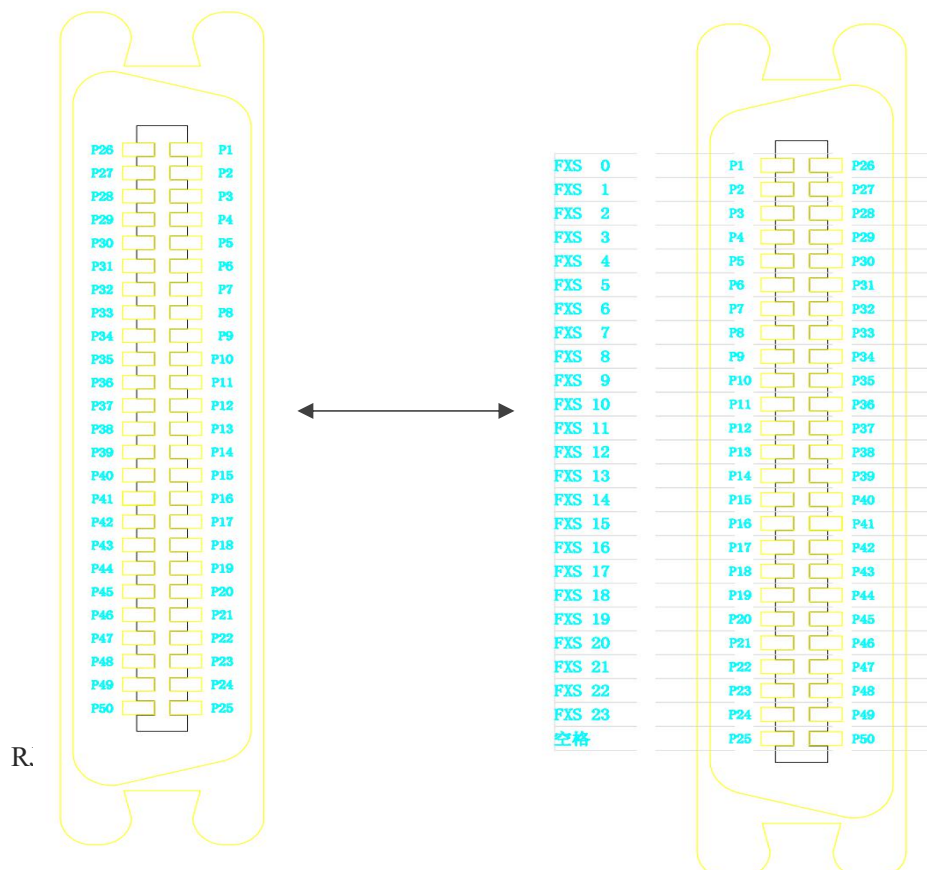 P26 P1
P27 P2
P28 P3
P29 P4
P30 P5
P31 P6
P32 P7
P33 P8
P34 P9
P35 P10
P36 P11
P37 P12
P38 P13
P39 P14
P40 P15
P41 P16
P42 P17
P43 P18
P44 P19
P45 P20
P46 P21
P47 P22
P48 P23
P49 P24
P50 P25
R.
FXS 0 P1 P26
FXS 1 P2 P27
FXS 2 P3 P28
FXS 3 P4 P29
FXS 4 P5 P30
FXS 5 P6 P31
FXS 6 P7 P32
FXS 7 P8 P33
FXS 8 P9 P34
FXS 9 P10 P35
FXS 10 P11 P36
FXS 11 P12 P37
FXS 12 P13 P38
FXS 13 P14 P39
FXS 14 P15 P40
FXS 15 P16 P41
FXS 16 P17 P42
FXS 17 P18 P43
FXS 18 P19 P44
FXS 19 P20 P45
FXS 20 P21 P46
FXS 21 P22 P47
FXS 22 P23 P48
FXS 23 P24 P49
空格 P25 P50